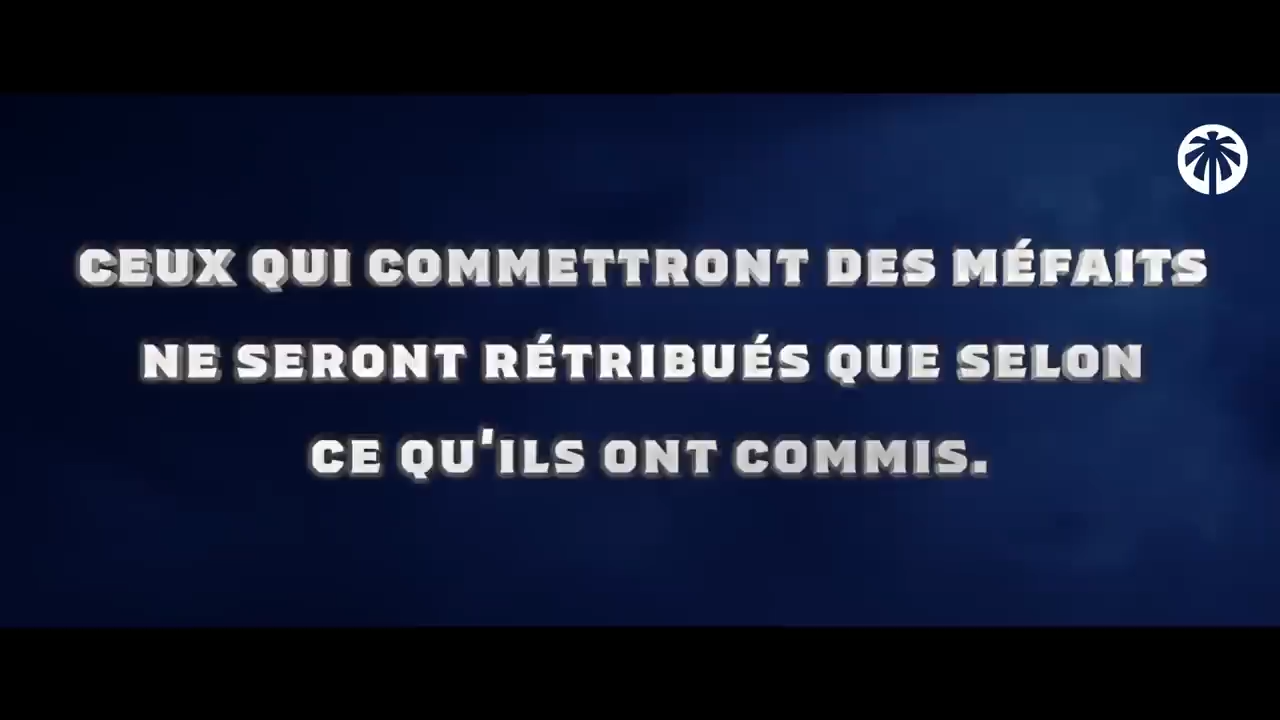 CEUX QUI COMMETTRONT DES MÉFAITS
NE SERONT RÉTRIBUÉS QUE SELON
CE QU'ILS ONT COMMIS.